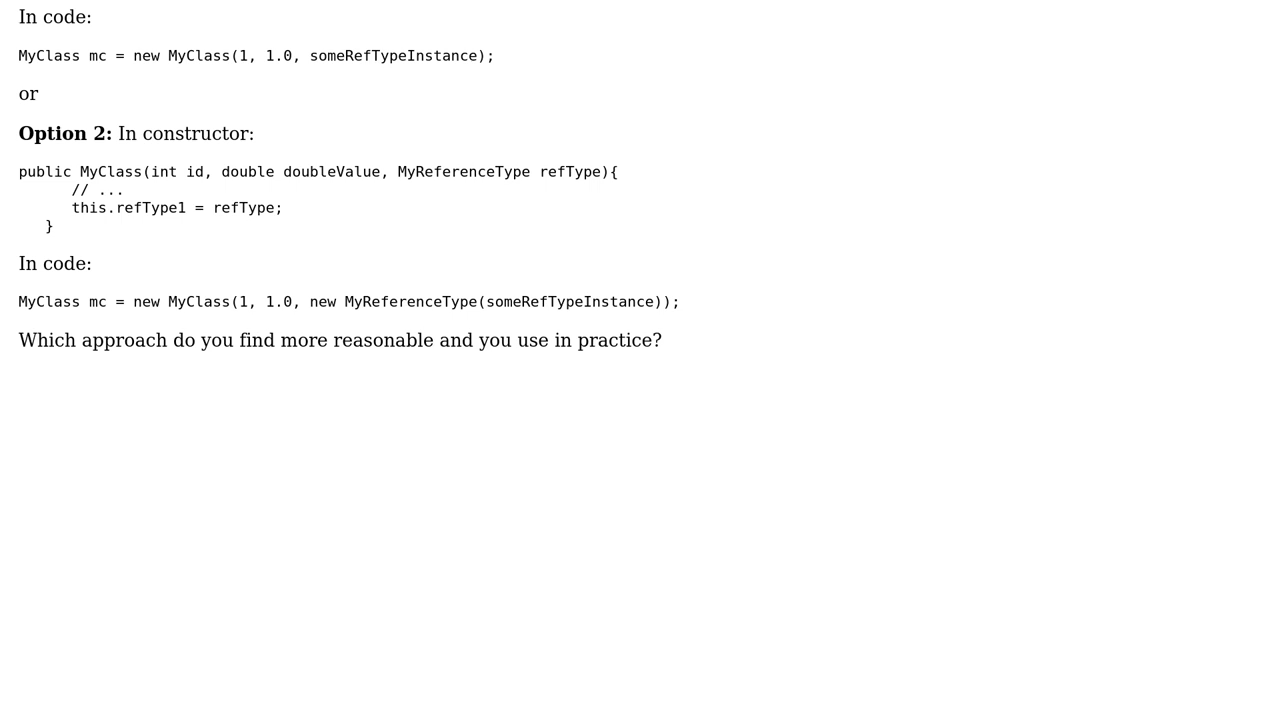 In code:
MyClass mc = new MyClass(1, 1.0, someRefTypeInstance);
or
Option 2: In constructor:
public MyClass(int id, double doubleValue, MyReferenceType refType){
      // ...
      this.refType1 = refType;
   }
In code:
MyClass mc = new MyClass(1, 1.0, new MyReferenceType(someRefTypeInstance));
Which approach do you find more reasonable and you use in practice?